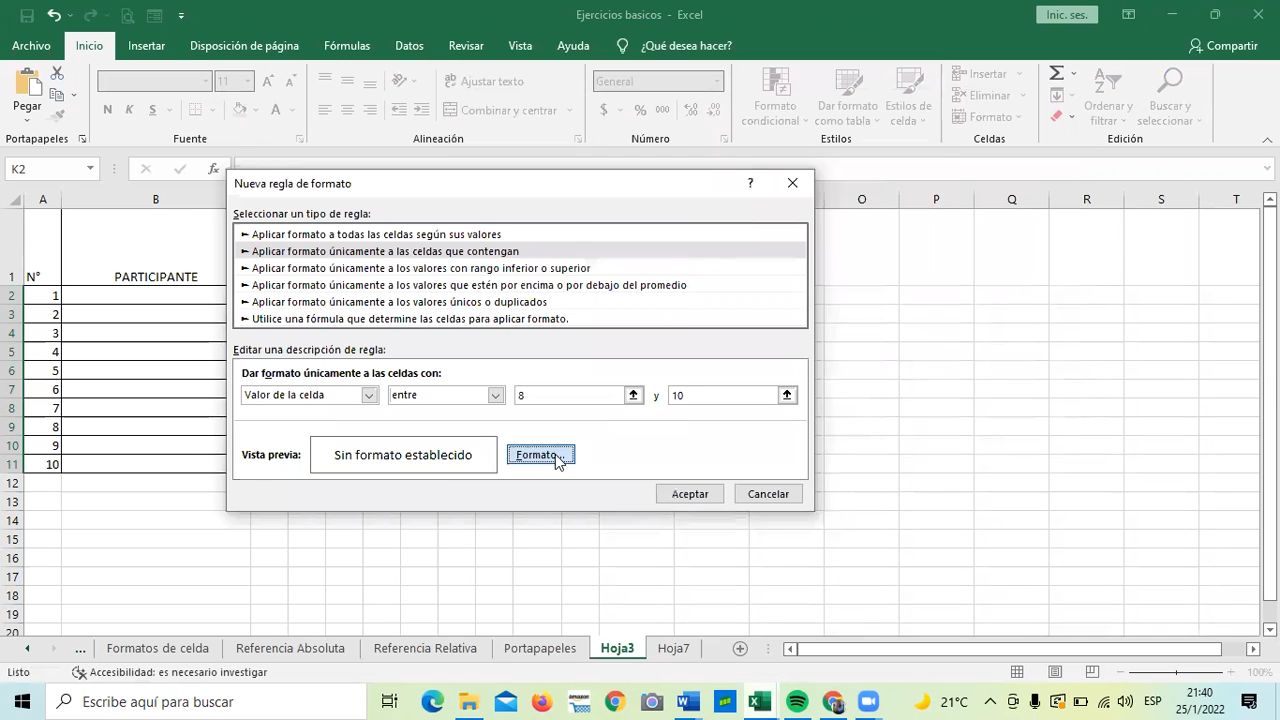 Ejercicios basicos - Excel
Inic. ses.
Archivo Inicio Insertar Disposición de página Fórmulas Datos Revisar Vista Ayuda ¿Qué desea hacer? Compartir
Pegar
11
N K S
A A
Ajustar texto
Combinar y centrar
General
$ % 000
Formato condicional
Dar formato como tabla
Estilos de celda
Insertar
Eliminar
Formato
Ordenar y filtrar
Buscar y seleccionar
Portapapeles Fuente Alineación Número Estilos Celdas Edición
K2
fx
A B O P Q R S T
1 N° PARTICIPANTE
2 1
3 2
4 3
5 4
6 5
7 6
8 7
9 8
10 9
11 10
12
13
14
15
16
17
18
19
20
Nueva regla de formato ?
Seleccionar un tipo de regla:
► Aplicar formato a todas las celdas según sus valores
► Aplicar formato únicamente a las celdas que contengan
► Aplicar formato únicamente a los valores con rango inferior o superior
► Aplicar formato únicamente a los valores que estén por encima o por debajo del promedio
► Aplicar formato únicamente a los valores únicos o duplicados
► Utilice una fórmula que determine las celdas para aplicar formato.
Editar una descripción de regla:
Dar formato únicamente a las celdas con:
Valor de la celda entre 8 y 10
Vista previa: Sin formato establecido Formato...
Aceptar Cancelar
... Formatos de celda Referencia Absoluta Referencia Relativa Portapapeles Hoja3 Hoja7
Listo Accesibilidad: es necesario investigar 100%
Escribe aquí para buscar
amazon
21°C
ESP
21:40
25/1/2022